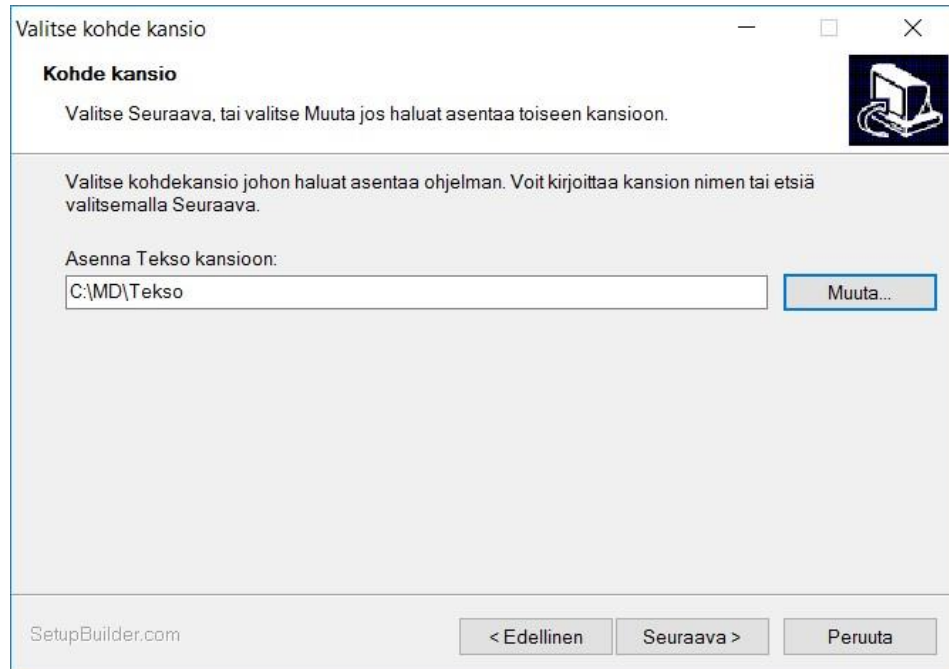 Valitse kohde kansio
Kohde kansio
Valitse Seuraava, tai valitse Muuta jos haluat asentaa toiseen kansioon.
Valitse kohdekansio johon haluat asentaa ohjelman. Voit kirjoittaa kansion nimen tai etsiä
valitsemalla Seuraava.
Asenna Tekso kansioon:
C:\MD\Tekso
Muuta...
SetupBuilder.com
< Edellinen
Seuraava >
Peruuta